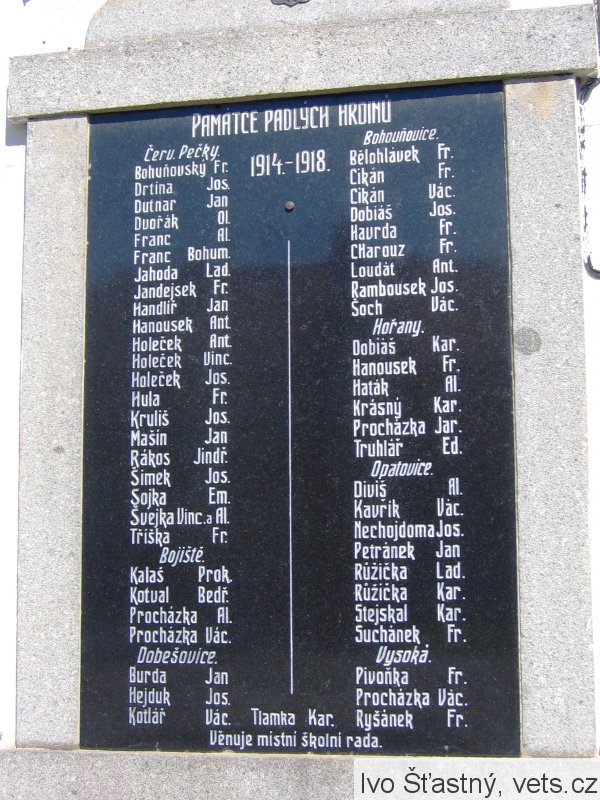 PAMÁTCE PADLÝCH HRDINŮ
1914.-1918.
Červ. Pečky.
Bohuňovský Fr.
Drtina Jos.
Dutnar Jan
Dvořák Ol.
Franc Al.
Franc Bohum.
Jahoda Lad.
Jandejsek Fr.
Handlíř Jan
Hanousek Ant.
Holeček Ant.
Holeček Vinc.
Holeček Jos.
Hula Fr.
Kruliš Jos.
Mašín Jan
Rákos Jindř.
Šimek Jos.
Sojka Em.
Švejka Vinc. a Al.
Tříška Fr.
Bojiště.
Kalaš Prok.
Kotval Bedř.
Procházka Al.
Procházka Vác.
Dobešovice.
Burda Jan
Hejduk Jos.
Kotlář Vác.
Bohouňovice.
Bělohlávek Fr.
Cikán Fr.
Cikán Vác.
Dobiáš Jos.
Havrda Fr.
CHarouz Fr.
Loudát Ant.
Rambousek Jos.
Šoch Vác.
Hořany.
Dobiáš Kar.
Hanousek Fr.
Haták Al.
Krásný Kar.
Procházka Jar.
Truhlář Ed.
Opatovice.
Diviš Al.
Kavřík Vác.
Nechojdoma Jos.
Petránek Jan
Růžička Lad.
Růžička Kar.
Stejskal Kar.
Suchánek Fr.
Vysoká.
Pivoňka Fr.
Procházka Vác.
Ryšánek Fr.
Tlamka Kar.
Věnuje místní školní rada.
Ivo Šťastný, vets.cz